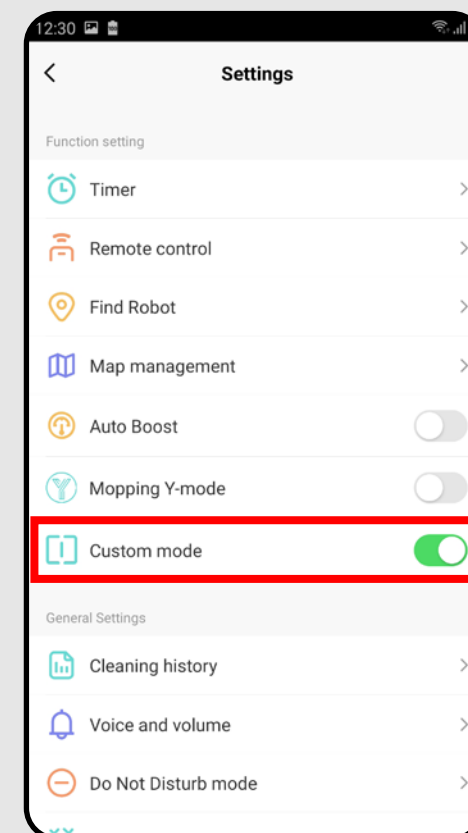 12:30
Settings
Function setting
Timer
Remote control
Find Robot
Map management
Auto Boost
Mopping Y-mode
Custom mode
General Settings
Cleaning history
Voice and volume
Do Not Disturb mode